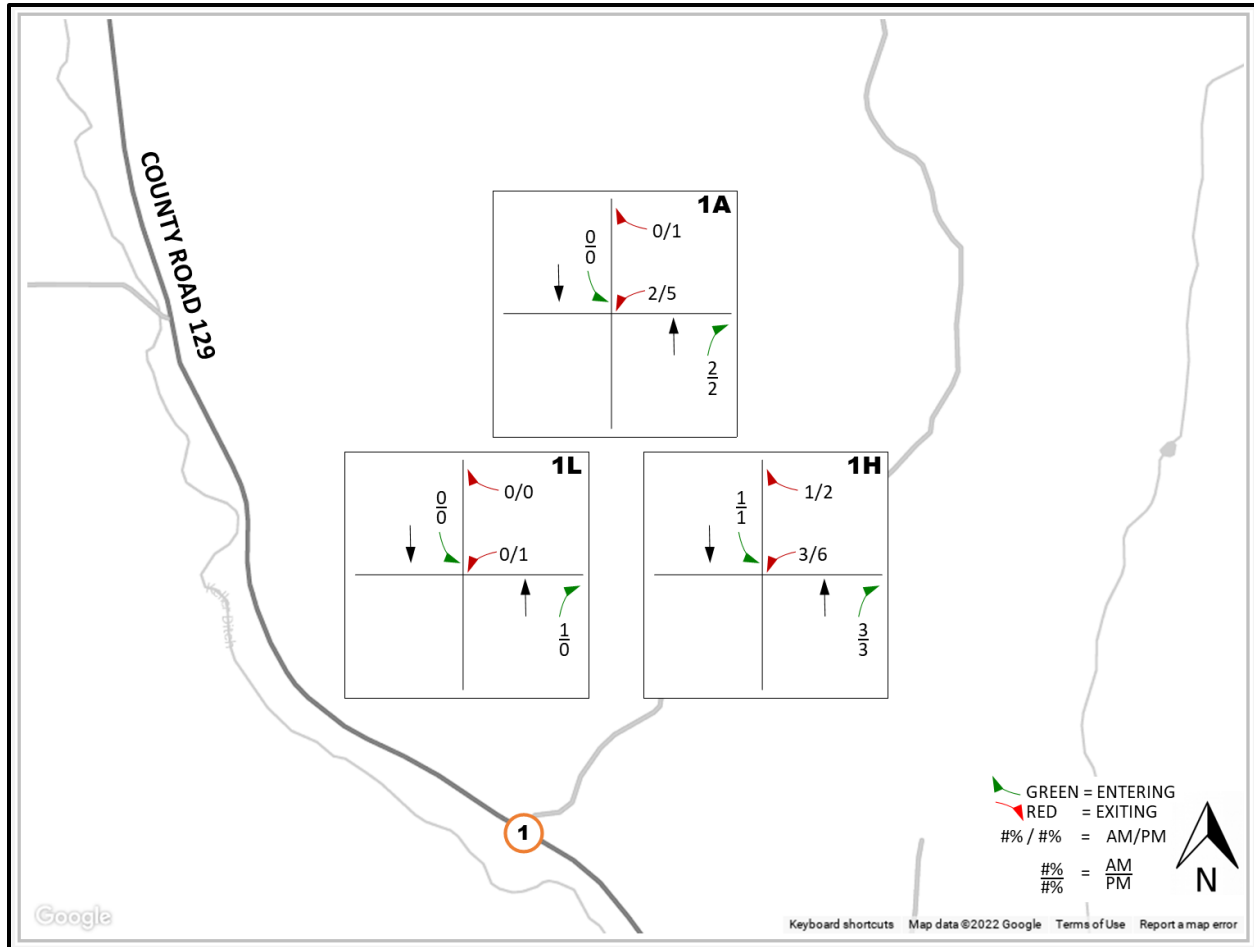 COUNTY ROAD 129
1A
0/1
0
0
2/5
2
2
1L
0/0
0
0
0/1
1
0
1H
1/2
1
1
3/6
3
3
1
GREEN = ENTERING
RED = EXITING
#% / #% = AM/PM
#% = AM
#% PM
N
Google
Keyboard shortcuts Map data ©2022 Google Terms of Use Report a map error